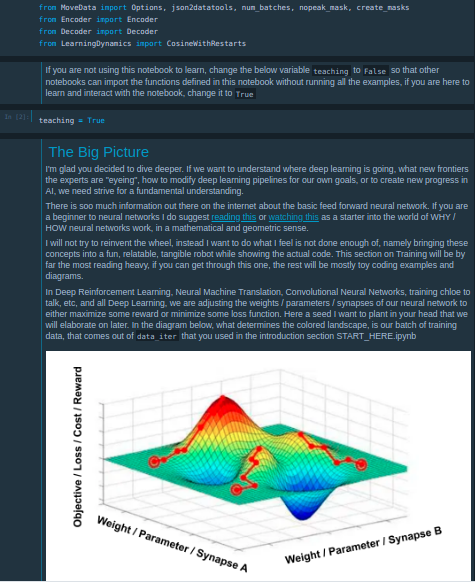 from MoveData import Options, json2datatools, num_batches, nopeak_mask, create_masks
from Encoder import Encoder
from Decoder import Decoder
from LearningDynamics import CosineWithRestarts
If you are not using this notebook to learn, change the below variable teaching to False so that other
notebooks can import the functions defined in this notebook without running all the examples, if you are here to
learn and interact with the notebook, change it to True
In [2]:
teaching = True
The Big Picture
I'm glad you decided to dive deeper. If we want to understand where deep learning is going, what new frontiers
the experts are "eyeing", how to modify deep learning pipelines for our own goals, or to create new progress in
AI, we need strive for a fundamental understanding.
There is soo much information out there on the internet about the basic feed forward neural network. If you are
a beginner to neural networks I do suggest reading this or watching this as a starter into the world of WHY /
HOW neural networks work, in a mathematical and geometric sense.
I will not try to reinvent the wheel, instead I want to do what I feel is not done enough of, namely bringing these
concepts into a fun, relatable, tangible robot while showing the actual code. This section on Training will be by
far the most reading heavy, if you can get through this one, the rest will be mostly toy coding examples and
diagrams.
In Deep Reinforcement Learning, Neural Machine Translation, Convolutional Neural Networks, training chloe to
talk, etc, and all Deep Learning, we are adjusting the weights / parameters / synapses of our neural network to
either maximize some reward or minimize some loss function. Here a seed I want to plant in your head that we
will elaborate on later. In the diagram below, what determines the colored landscape, is our batch of training
data, that comes out of data_iter that you used in the introduction section START_HERE.ipynb
Objective / Loss / Cost / Reward
Weight / Parameter / Synapse A
Weight / Parameter / Synapse B